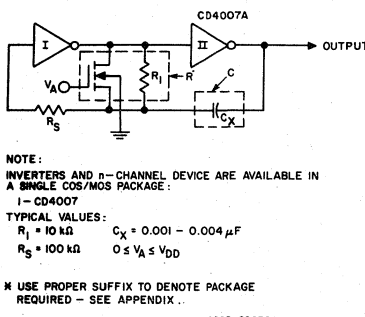 CD4007A
I
II
OUTPUT
VA
R1
R
C
CX
RS
NOTE:
INVERTERS AND n-CHANNEL DEVICE ARE AVAILABLE IN
A SINGLE COS/MOS PACKAGE:
1-CD4007
TYPICAL VALUES:
R1 = 10 kΩ CX = 0.001 - 0.004 μF
RS = 100 kΩ 0 ≤ VA ≤ VDD
* USE PROPER SUFFIX TO DENOTE PACKAGE
REQUIRED - SEE APPENDIX..